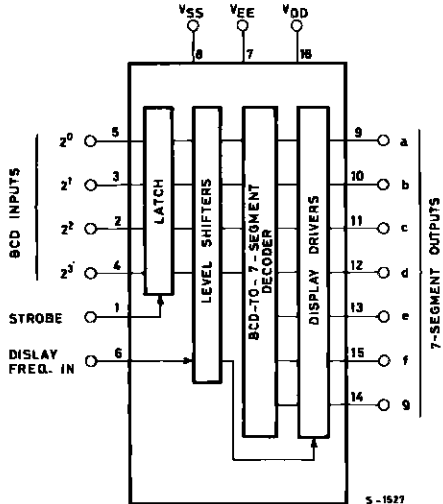 VSS VEE VDD
8 7 16
BCD INPUTS
2⁰ 5
2¹ 3
2² 2
2³ 4
STROBE 1
DISLAY FREQ. IN 6
LATCH
LEVEL SHIFTERS
BCD-TO-7-SEGMENT DECODER
DISPLAY DRIVERS
9 a
10 b
11 c
12 d
13 e
15 f
14 g
7-SEGMENT OUTPUTS
S-1527